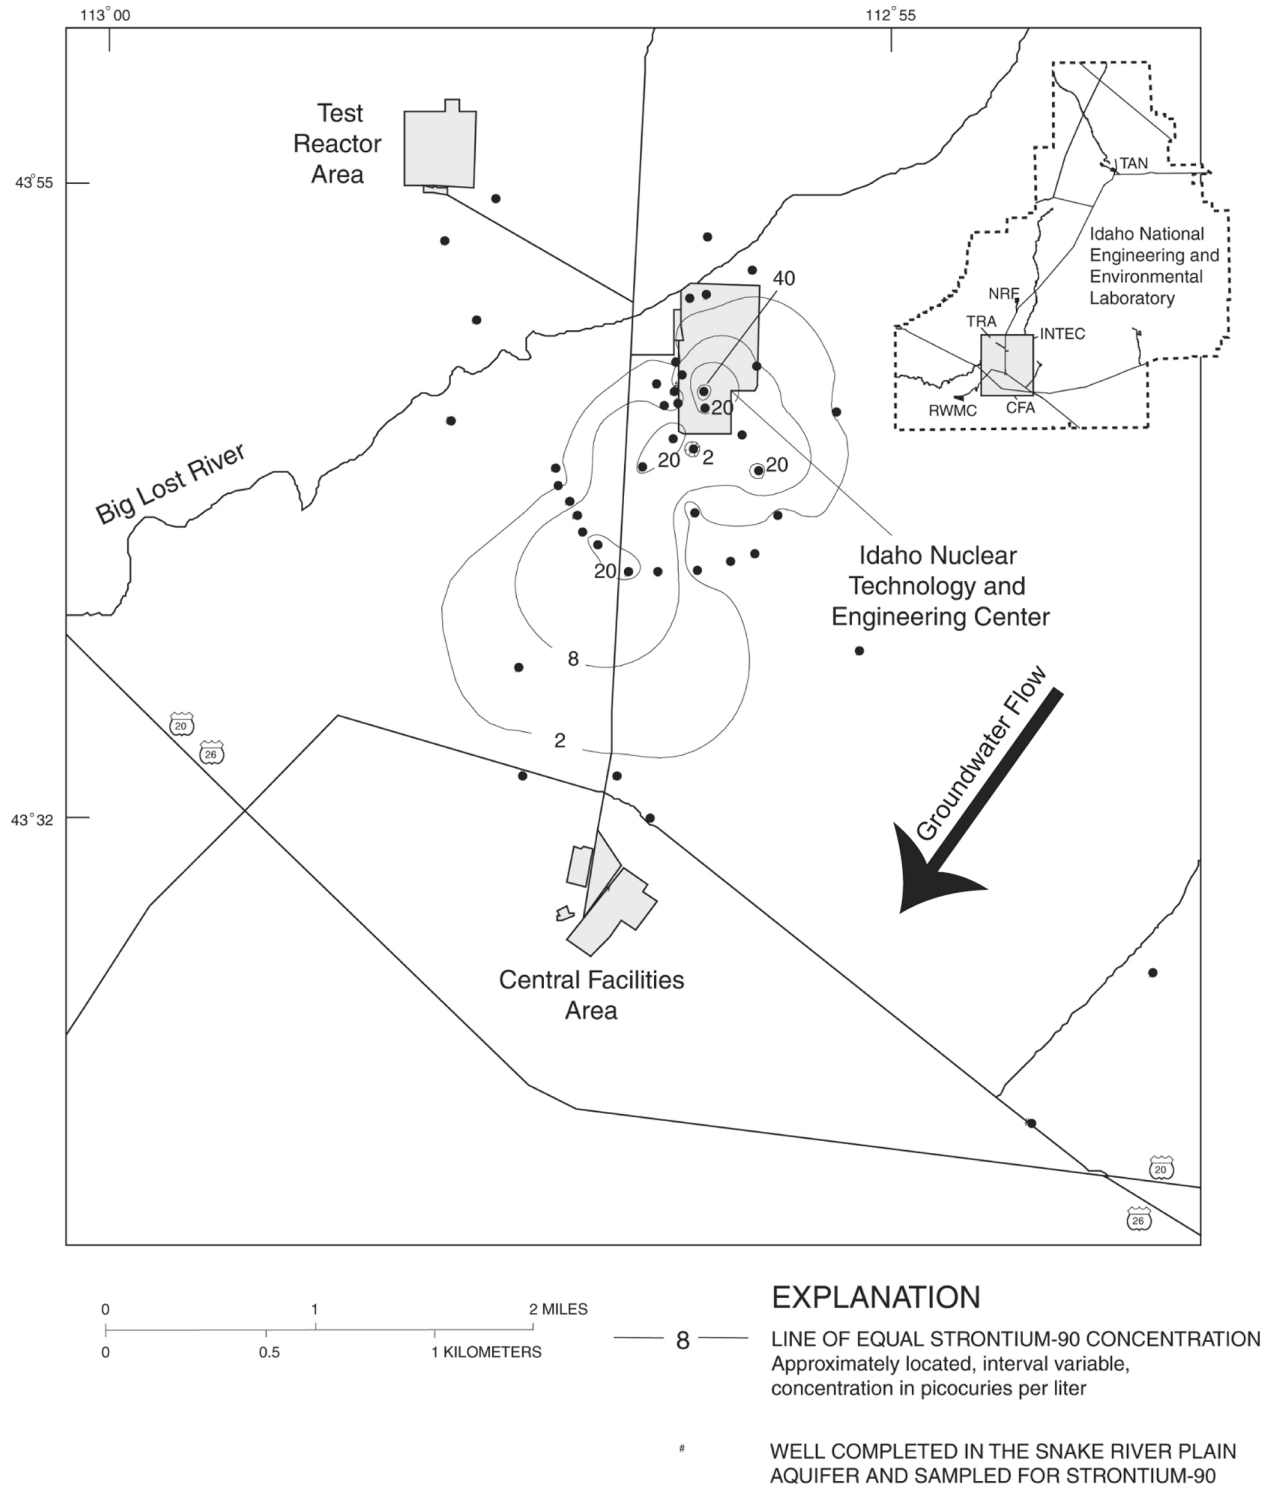 113°00
112°55
43°55
43°32
Test
Reactor
Area
TAN
Idaho National
Engineering and
Environmental
Laboratory
NRF
TRA
INTEC
RWMC
CFA
40
20
20
2
20
20
8
2
Big Lost River
Idaho Nuclear
Technology and
Engineering Center
Groundwater Flow
20
26
Central Facilities
Area
20
26
0 1 2 MILES
0 0.5 1 KILOMETERS
EXPLANATION
8 LINE OF EQUAL STRONTIUM-90 CONCENTRATION
Approximately located, interval variable,
concentration in picocuries per liter
# WELL COMPLETED IN THE SNAKE RIVER PLAIN
AQUIFER AND SAMPLED FOR STRONTIUM-90